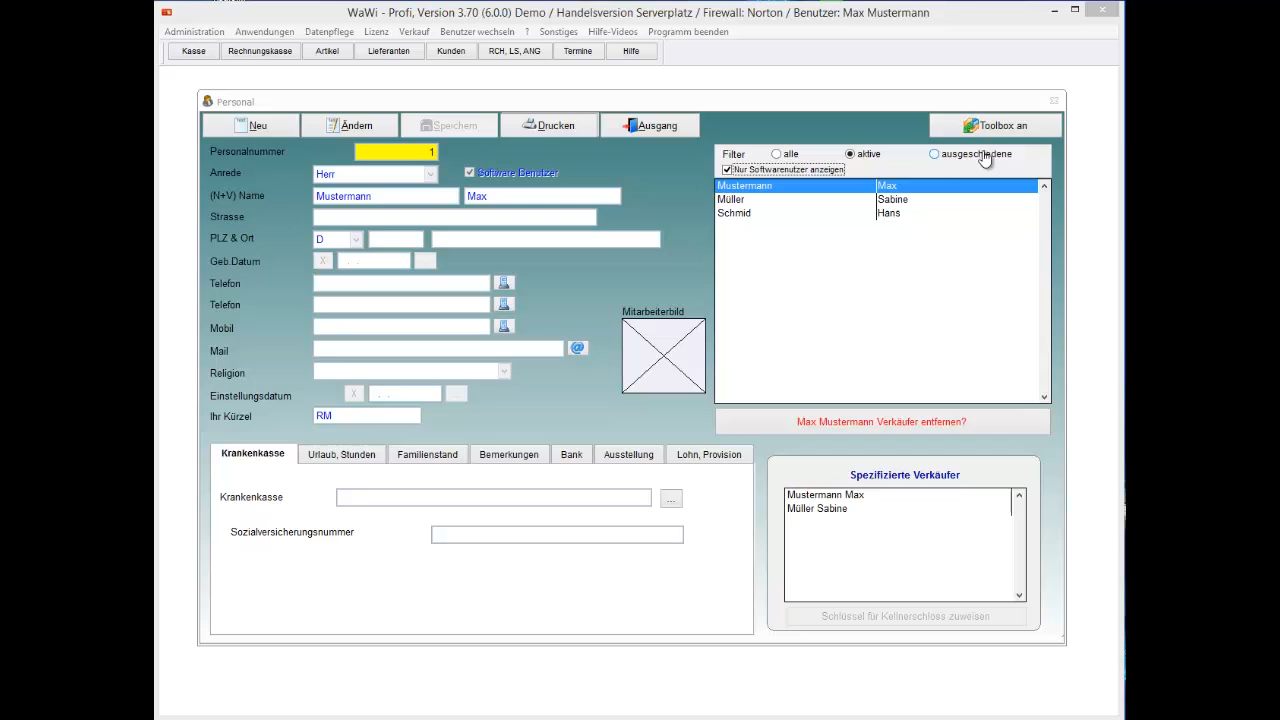 WaWi - Profi, Version 3.70 (6.0.0) Demo / Handelsversion Serverplatz / Firewall: Norton / Benutzer: Max Mustermann
Administration Anwendungen Datenpflege Lizenz Verkauf Benutzer wechseln ? Sonstiges Hilfe-Videos Programm beenden
Kasse Rechnungskasse Artikel Lieferanten Kunden RCH, LS, ANG Termine Hilfe
Personal
Neu Ändern Speichern Drucken Ausgang Toolbox an
Personalnummer 1
Filter alle aktive ausgeschiedene
Nur Softwarenutzer anzeigen
Anrede Herr Software Benutzer
(N+V) Name Mustermann Max
Strasse
PLZ & Ort D
Geb.Datum X . .
Telefon
Telefon
Mobil
Mail @
Religion
Einstellungsdatum X . . ...
Ihr Kürzel RM
Mitarbeiterbild
Mustermann Max
Müller Sabine
Schmid Hans
Max Mustermann Verkäufer entfernen?
Krankenkasse Urlaub, Stunden Familienstand Bemerkungen Bank Ausstellung Lohn, Provision
Krankenkasse ...
Sozialversicherungsnummer
Spezifizierte Verkäufer
Mustermann Max
Müller Sabine
Schlüssel für Kellnerschloss zuweisen